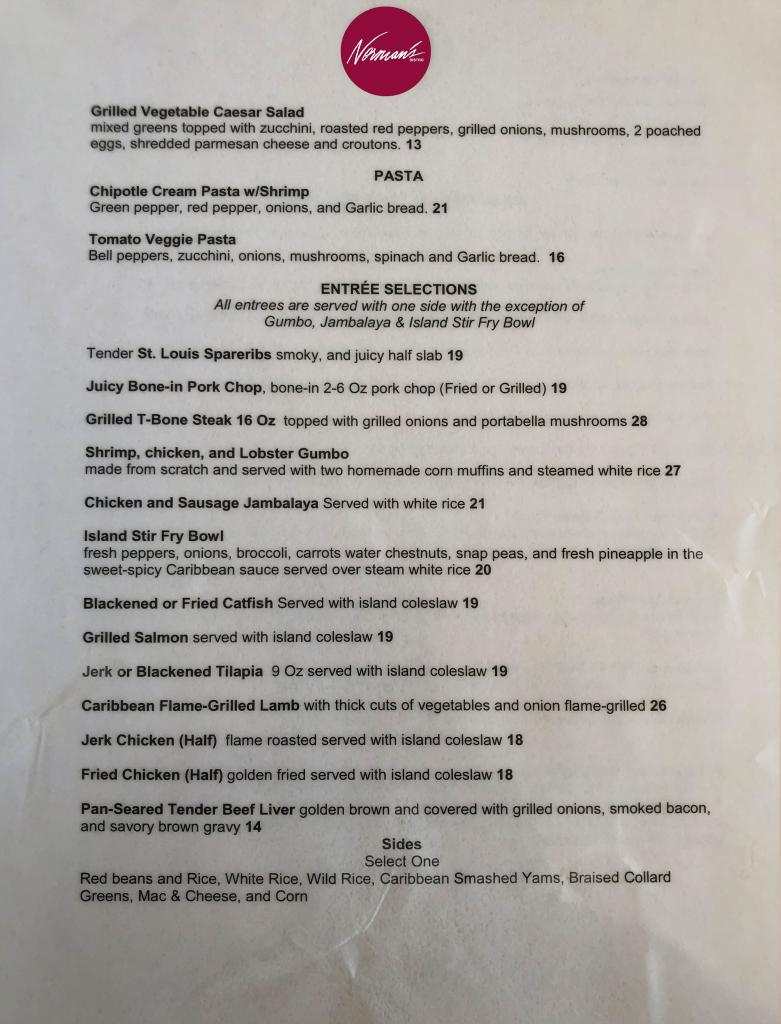 Norman's
BISTRO
Grilled Vegetable Caesar Salad
mixed greens topped with zucchini, roasted red peppers, grilled onions, mushrooms, 2 poached
eggs, shredded parmesan cheese and croutons. 13
PASTA
Chipotle Cream Pasta w/Shrimp
Green pepper, red pepper, onions, and Garlic bread. 21
Tomato Veggie Pasta
Bell peppers, zucchini, onions, mushrooms, spinach and Garlic bread. 16
ENTRÉE SELECTIONS
All entrees are served with one side with the exception of
Gumbo, Jambalaya & Island Stir Fry Bowl
Tender St. Louis Spareribs smoky, and juicy half slab 19
Juicy Bone-in Pork Chop, bone-in 2-6 Oz pork chop (Fried or Grilled) 19
Grilled T-Bone Steak 16 Oz topped with grilled onions and portabella mushrooms 28
Shrimp, chicken, and Lobster Gumbo
made from scratch and served with two homemade corn muffins and steamed white rice 27
Chicken and Sausage Jambalaya Served with white rice 21
Island Stir Fry Bowl
fresh peppers, onions, broccoli, carrots water chestnuts, snap peas, and fresh pineapple in the
sweet-spicy Caribbean sauce served over steam white rice 20
Blackened or Fried Catfish Served with island coleslaw 19
Grilled Salmon served with island coleslaw 19
Jerk or Blackened Tilapia 9 Oz served with island coleslaw 19
Caribbean Flame-Grilled Lamb with thick cuts of vegetables and onion flame-grilled 26
Jerk Chicken (Half) flame roasted served with island coleslaw 18
Fried Chicken (Half) golden fried served with island coleslaw 18
Pan-Seared Tender Beef Liver golden brown and covered with grilled onions, smoked bacon,
and savory brown gravy 14
Sides
Select One
Red beans and Rice, White Rice, Wild Rice, Caribbean Smashed Yams, Braised Collard
Greens, Mac & Cheese, and Corn